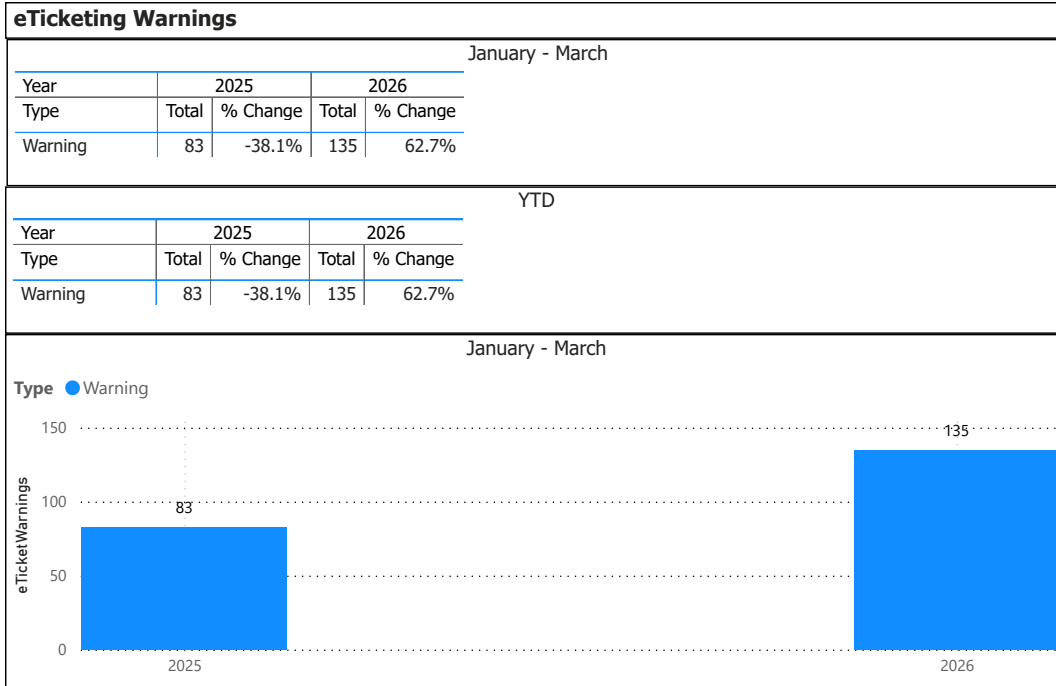 eTicketing Warnings
January - March
Year 2025 2026
Type Total % Change Total % Change
Warning 83 -38.1% 135 62.7%
YTD
Year 2025 2026
Type Total % Change Total % Change
Warning 83 -38.1% 135 62.7%
January - March
Type Warning
150
135
100
83
eTicketWarnings
50
0
2025 2026